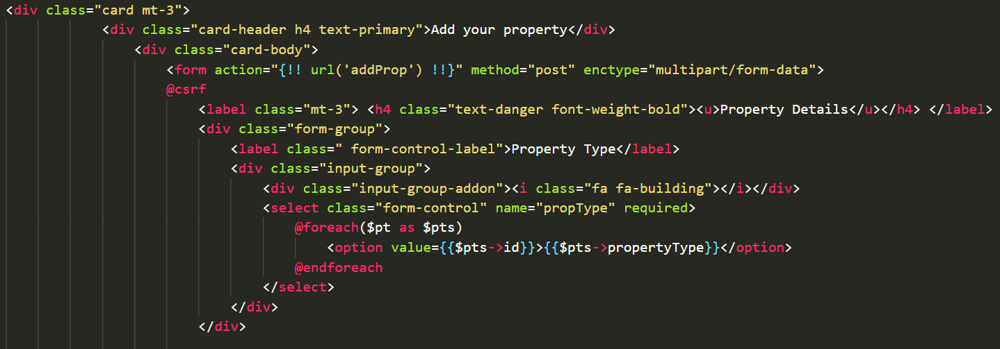 <div class="card mt-3">
<div class="card-header h4 text-primary">Add your property</div>
<div class="card-body">
<form action="{!! url('addProp') !!}" method="post" enctype="multipart/form-data">
@csrf
<label class="mt-3"> <h4 class="text-danger font-weight-bold"><u>Property Details</u></h4> </label>
<div class="form-group">
<label class=" form-control-label">Property Type</label>
<div class="input-group">
<div class="input-group-addon"><i class="fa fa-building"></i></div>
<select class="form-control" name="propType" required>
@foreach($pt as $pts)
<option value={{$pts->id}}>{{$pts->propertyType}}</option>
@endforeach
</select>
</div>
</div>